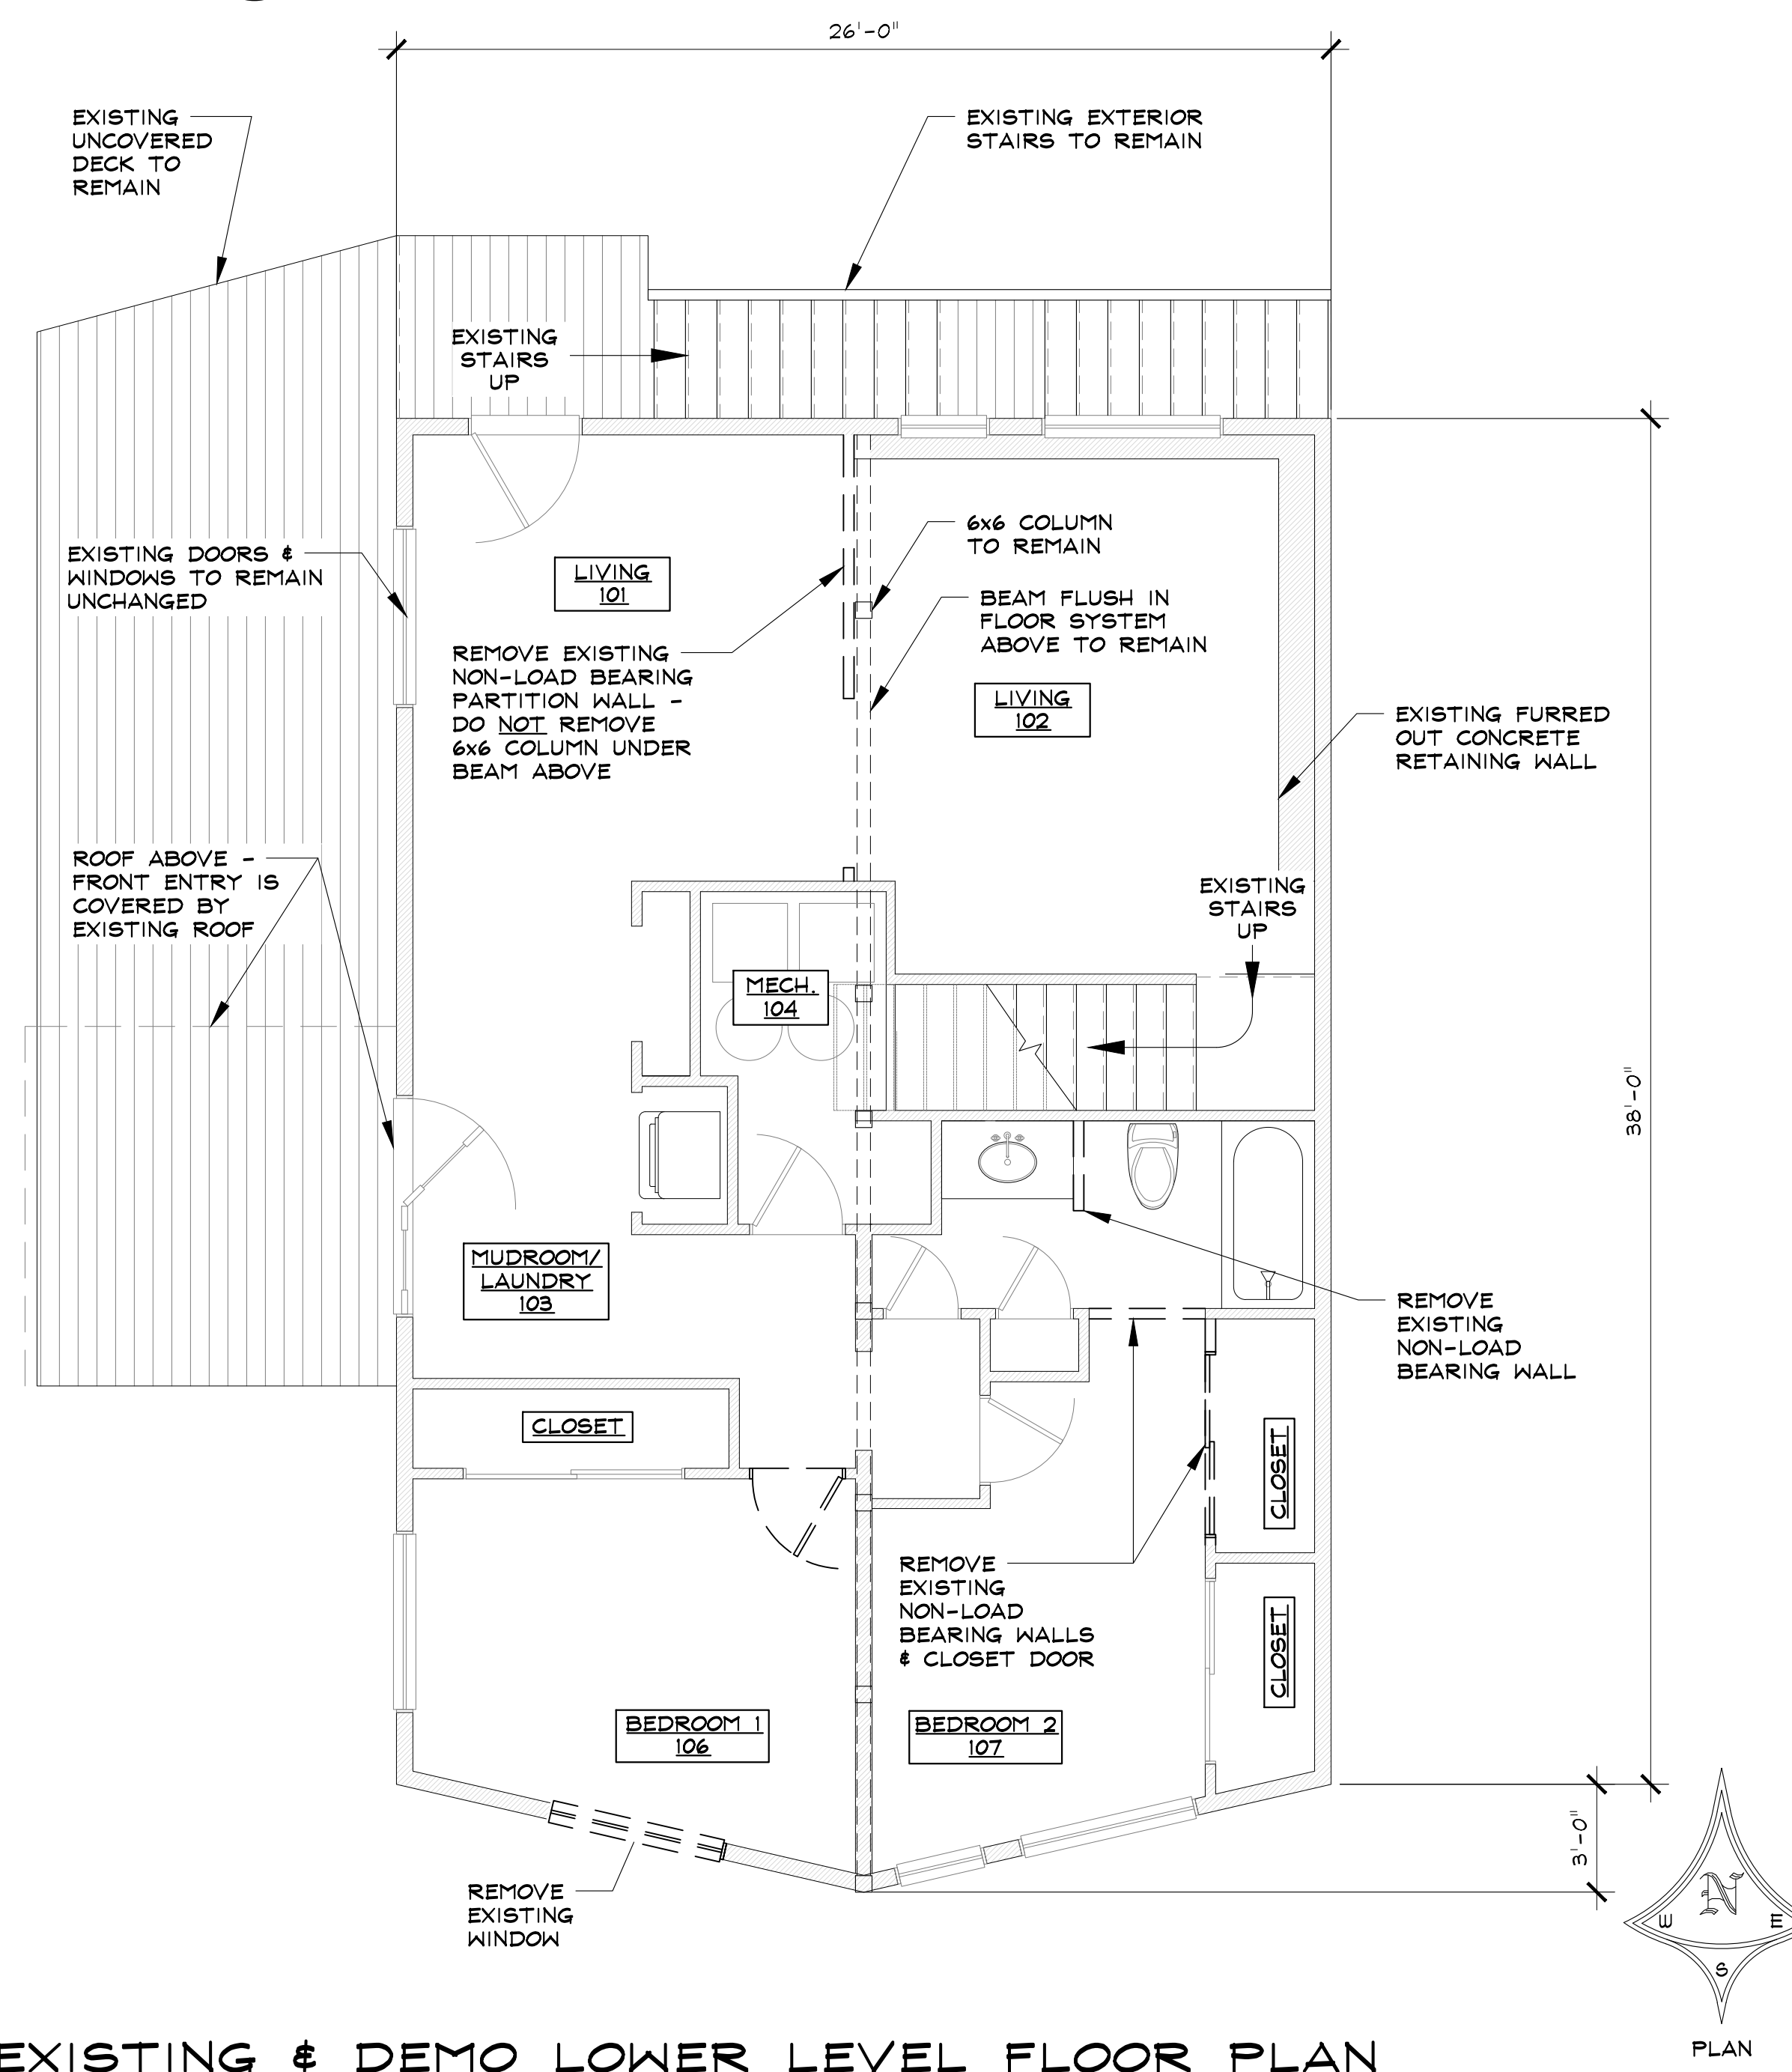 26'-0"
EXISTING
UNCOVERED
DECK TO
REMAIN
EXISTING EXTERIOR
STAIRS TO REMAIN
EXISTING
STAIRS
UP
EXISTING DOORS &
WINDOWS TO REMAIN
UNCHANGED
LIVING
101
6x6 COLUMN
TO REMAIN
BEAM FLUSH IN
FLOOR SYSTEM
ABOVE TO REMAIN
REMOVE EXISTING
NON-LOAD BEARING
PARTITION WALL -
DO NOT REMOVE
6x6 COLUMN UNDER
BEAM ABOVE
LIVING
102
EXISTING FURRED
OUT CONCRETE
RETAINING WALL
ROOF ABOVE -
FRONT ENTRY IS
COVERED BY
EXISTING ROOF
EXISTING
STAIRS
UP
MECH.
104
38'-0"
MUDROOM/
LAUNDRY
103
REMOVE
EXISTING
NON-LOAD
BEARING WALL
CLOSET
CLOSET
REMOVE
EXISTING
NON-LOAD
BEARING WALLS
& CLOSET DOOR
CLOSET
BEDROOM 1
106
BEDROOM 2
107
3'-0"
REMOVE
EXISTING
WINDOW
N
W
E
S
PLAN
EXISTING & DEMO LOWER LEVEL FLOOR PLAN